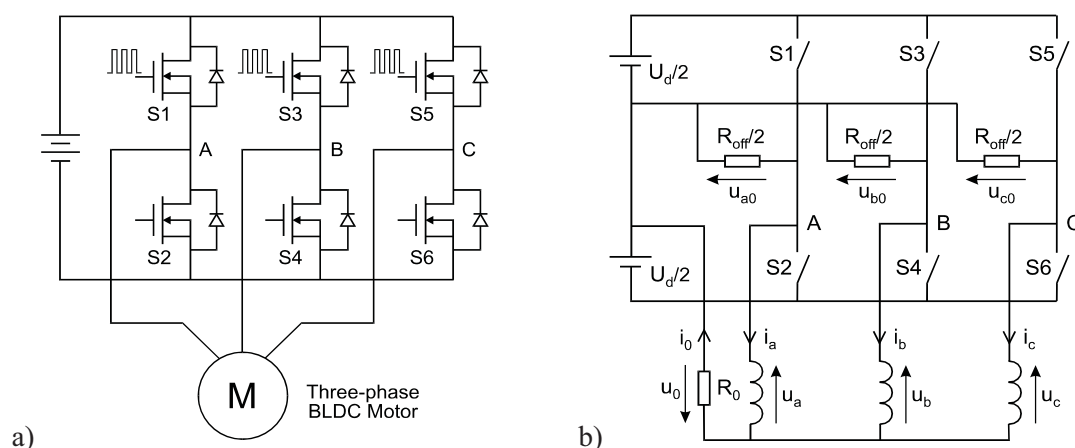 S1
S3
S5
A
B
C
S2
S4
S6
M
Three-phase
BLDC Motor
a)
S1
S3
S5
U_d/2
R_off/2
R_off/2
R_off/2
u_a0
u_b0
u_c0
A
B
C
U_d/2
S2
S4
S6
i_0
i_a
i_b
i_c
u_0
R_0
u_a
u_b
u_c
b)